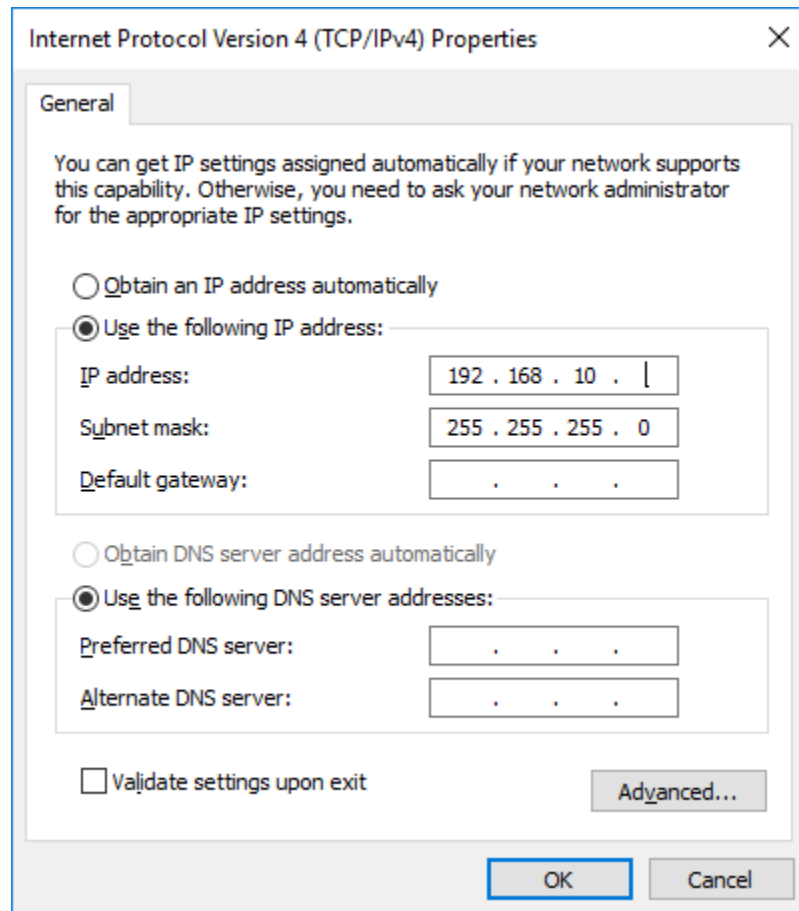 Internet Protocol Version 4 (TCP/IPv4) Properties
General
You can get IP settings assigned automatically if your network supports
this capability. Otherwise, you need to ask your network administrator
for the appropriate IP settings.
Obtain an IP address automatically
Use the following IP address:
IP address: 192 . 168 . 10 .
Subnet mask: 255 . 255 . 255 . 0
Default gateway: . . .
Obtain DNS server address automatically
Use the following DNS server addresses:
Preferred DNS server: . . .
Alternate DNS server: . . .
Validate settings upon exit
Advanced...
OK Cancel